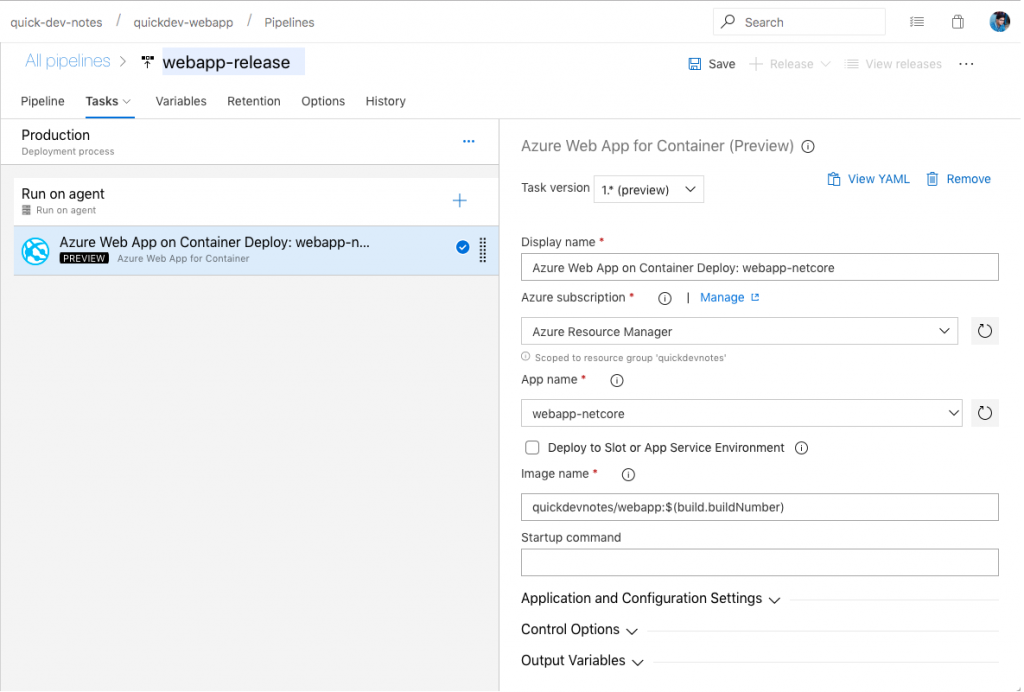 quick-dev-notes / quickdev-webapp / Pipelines Search
All pipelines > webapp-release Save Release View releases ...
Pipeline Tasks Variables Retention Options History
Production
Deployment process
Run on agent
Run on agent
Azure Web App on Container Deploy: webapp-n...
PREVIEW Azure Web App for Container
Azure Web App for Container (Preview)
View YAML Remove
Task version 1.* (preview)
Display name *
Azure Web App on Container Deploy: webapp-netcore
Azure subscription * | Manage
Azure Resource Manager
Scoped to resource group 'quickdevnotes'
App name *
webapp-netcore
Deploy to Slot or App Service Environment
Image name *
quickdevnotes/webapp:$(build.buildNumber)
Startup command
Application and Configuration Settings
Control Options
Output Variables